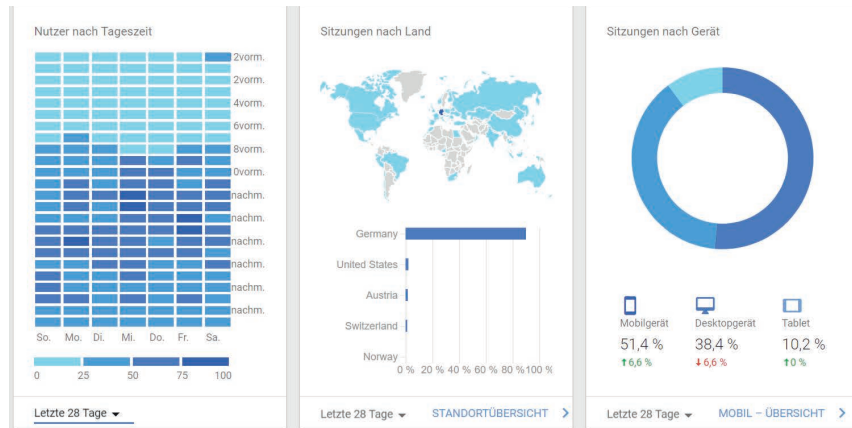 Nutzer nach Tageszeit
2vorm.
2vorm.
4vorm.
6vorm.
8vorm.
0vorm.
nachm.
nachm.
nachm.
nachm.
nachm.
nachm.
So. Mo. Di. Mi. Do. Fr. Sa.
0 25 50 75 100
Letzte 28 Tage
Sitzungen nach Land
Germany
United States
Austria
Switzerland
Norway
0 % 20 % 40 % 60 % 80 % 100 %
Letzte 28 Tage STANDORTÜBERSICHT
Sitzungen nach Gerät
Mobilgerät Desktopgerät Tablet
51,4 % 38,4 % 10,2 %
6,6 % 6,6 % 0 %
Letzte 28 Tage MOBIL – ÜBERSICHT